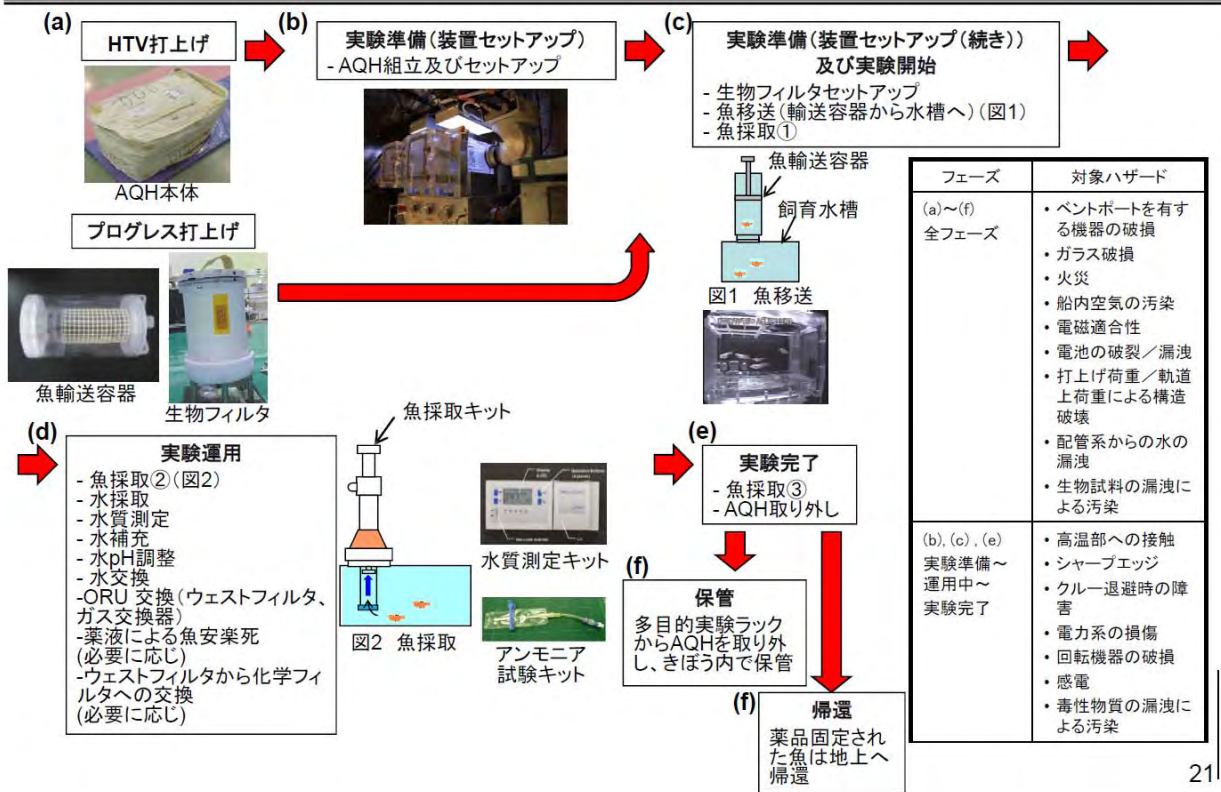 (a)
HTV打上げ
AQH本体
プログレス打上げ
魚輸送容器
生物フィルタ
(b)
実験準備(装置セットアップ)
- AQH組立及びセットアップ
(c)
実験準備(装置セットアップ(続き))
及び実験開始
- 生物フィルタセットアップ
- 魚移送(輸送容器から水槽へ)(図1)
- 魚採取①
魚輸送容器
飼育水槽
図1 魚移送
(d)
実験運用
- 魚採取②(図2)
- 水採取
- 水質測定
- 水補充
- 水pH調整
- 水交換
-ORU 交換(ウェストフィルタ、
ガス交換器)
-薬液による魚安楽死
(必要に応じ)
-ウェストフィルタから化学フィ
ルタへの交換
(必要に応じ)
魚採取キット
図2 魚採取
水質測定キット
アンモニア
試験キット
(e)
実験完了
- 魚採取③
- AQH取り外し
(f)
保管
多目的実験ラック
からAQHを取り外
し、きぼう内で保管
(f)
帰還
薬品固定され
た魚は地上へ
帰還
フェーズ
対象ハザード
(a)～(f)
全フェーズ
• ベントポートを有す
る機器の破損
• ガラス破損
• 火災
• 船内空気の汚染
• 電磁適合性
• 電池の破裂／漏洩
• 打上げ荷重／軌道
上荷重による構造
破壊
• 配管系からの水の
漏洩
• 生物試料の漏洩に
よる汚染
(b), (c) , (e)
実験準備～
運用中～
実験完了
• 高温部への接触
• シャープエッジ
• クルー退避時の障
害
• 電力系の損傷
• 回転機器の破損
• 感電
• 毒性物質の漏洩に
よる汚染
21